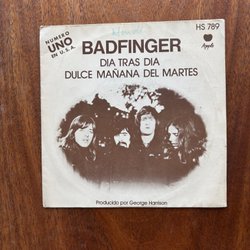 HS 789
NUMERO
UNO
EN U.S.A.
BADFINGER
Apple
DIA TRAS DIA
DULCE MAÑANA DEL MARTES
Producido por George Harrison